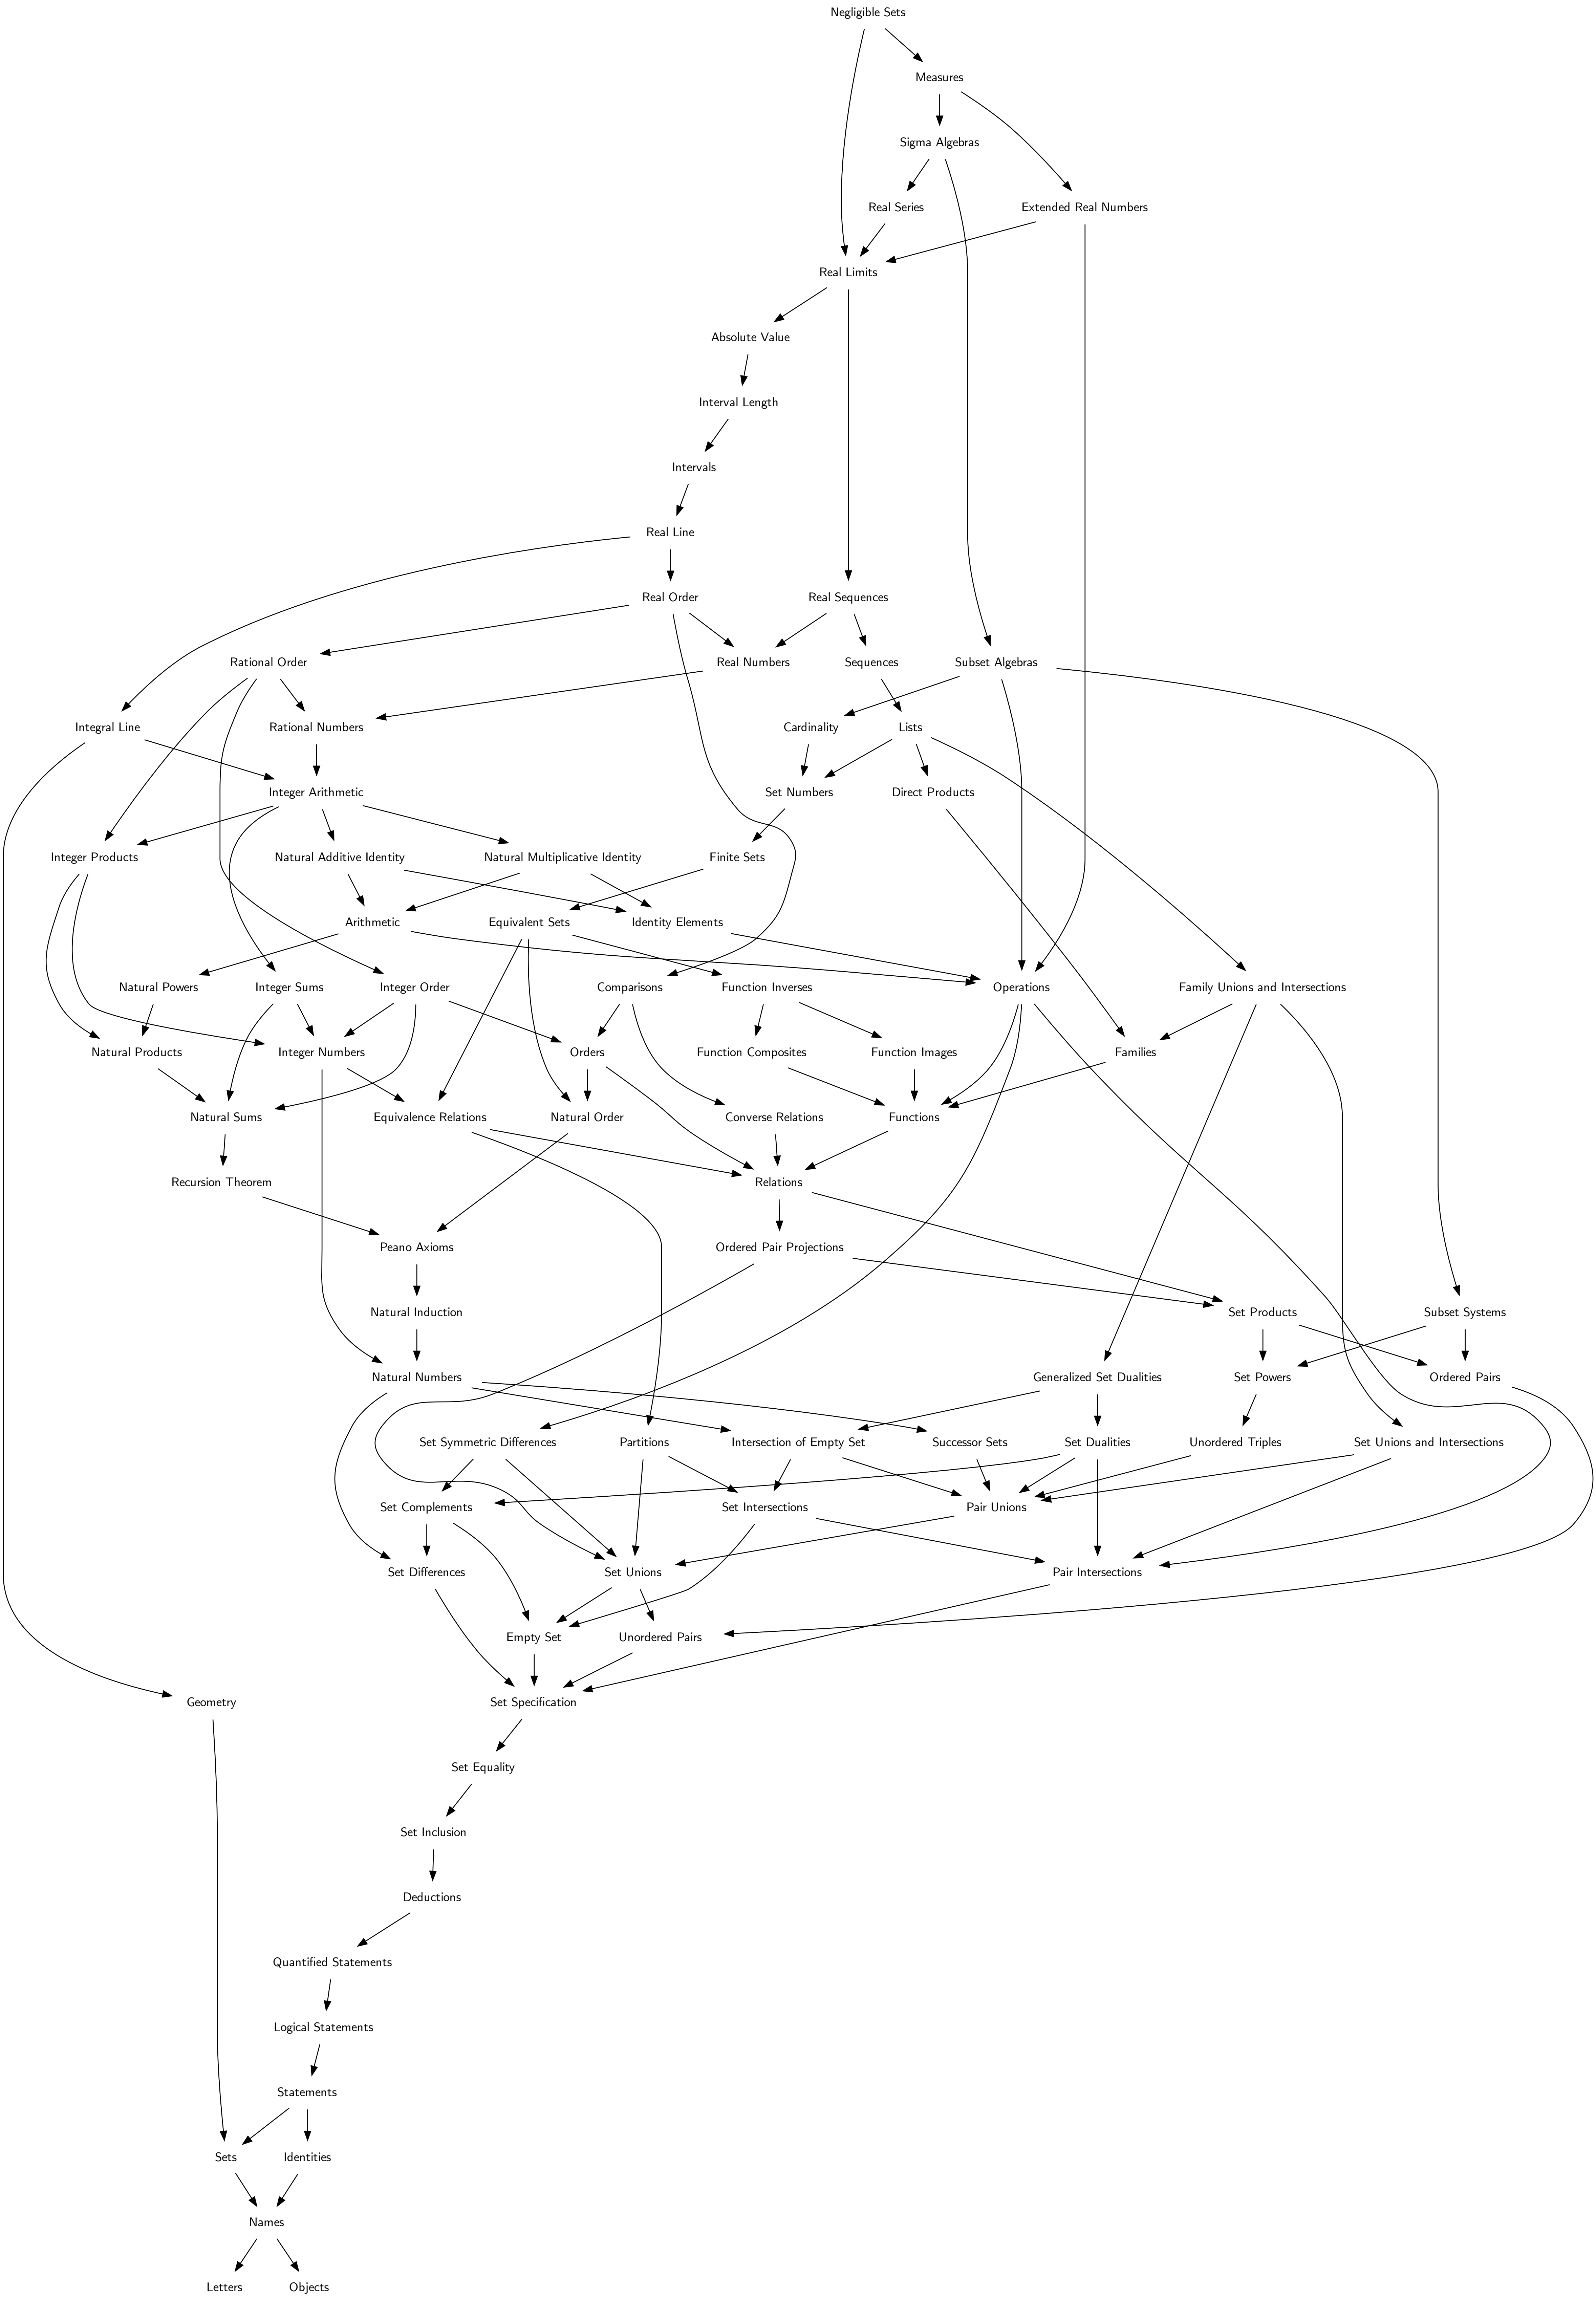 Negligible Sets
Measures
Sigma Algebras
Real Series
Extended Real Numbers
Real Limits
Absolute Value
Interval Length
Intervals
Real Line
Real Order
Real Sequences
Rational Order
Real Numbers
Sequences
Subset Algebras
Integral Line
Rational Numbers
Cardinality
Lists
Integer Arithmetic
Set Numbers
Direct Products
Integer Products
Natural Additive Identity
Natural Multiplicative Identity
Finite Sets
Arithmetic
Equivalent Sets
Identity Elements
Natural Powers
Integer Sums
Integer Order
Comparisons
Function Inverses
Operations
Family Unions and Intersections
Natural Products
Integer Numbers
Orders
Function Composites
Function Images
Families
Natural Sums
Equivalence Relations
Natural Order
Converse Relations
Functions
Recursion Theorem
Relations
Peano Axioms
Ordered Pair Projections
Natural Induction
Set Products
Subset Systems
Natural Numbers
Generalized Set Dualities
Set Powers
Ordered Pairs
Set Symmetric Differences
Partitions
Intersection of Empty Set
Successor Sets
Set Dualities
Unordered Triples
Set Unions and Intersections
Set Complements
Set Intersections
Pair Unions
Set Differences
Set Unions
Pair Intersections
Empty Set
Unordered Pairs
Geometry
Set Specification
Set Equality
Set Inclusion
Deductions
Quantified Statements
Logical Statements
Statements
Sets
Identities
Names
Letters
Objects